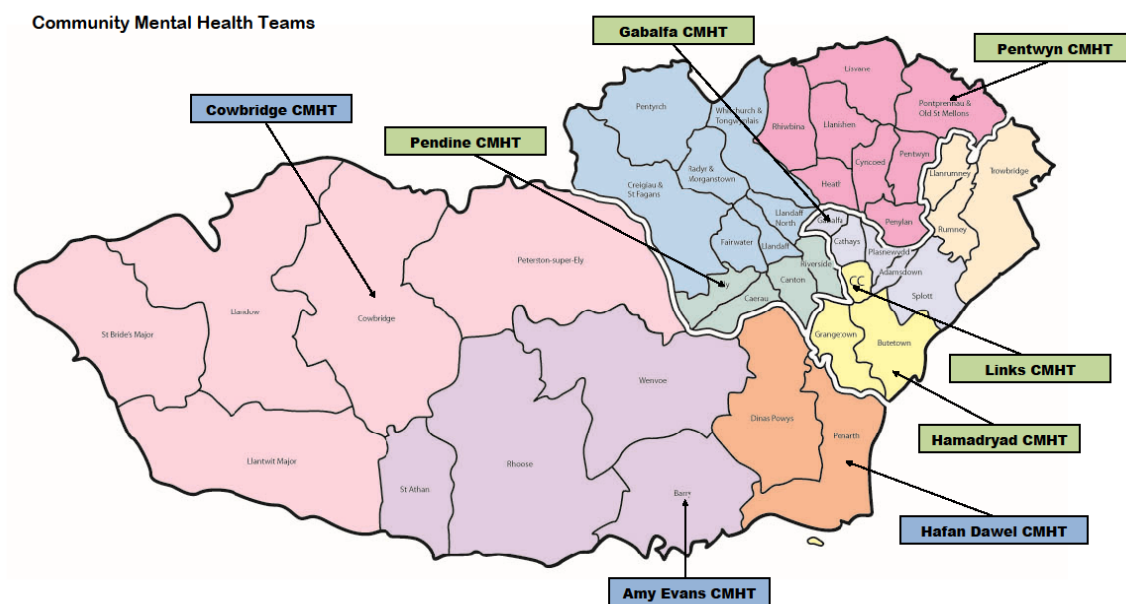 Community Mental Health Teams
Gabalfa CMHT
Pentwyn CMHT
Cowbridge CMHT
Pendine CMHT
Lisvane
Pentyrch
Whitchurch &
Tongwynlais
Rhiwbina
Llanishen
Pontprennau &
Old St Mellons
Cyncoed
Pentwyn
Radyr &
Morganstown
Llanrumney
Trowbridge
Creigiau &
St Fagans
Heath
Llandaff
North
Penylan
Gabalfa
Rumney
Fairwater
Llandaff
Cathays
Plasnewydd
Peterston-super-Ely
Riverside
Adamsdown
Ely
Canton
CC
Splott
Caerau
St Bride's Major
Llandow
Cowbridge
Grangetown
Butetown
Links CMHT
Wenvoe
Dinas Powys
Penarth
Hamadryad CMHT
Llantwit Major
Rhoose
St Athan
Barry
Hafan Dawel CMHT
Amy Evans CMHT